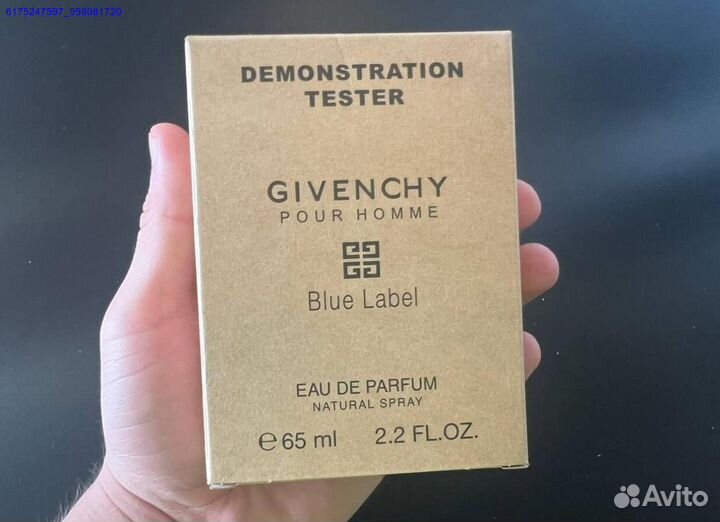 6175247597_958081720
DEMONSTRATION
TESTER
GIVENCHY
POUR HOMME
Blue Label
EAU DE PARFUM
NATURAL SPRAY
℮65 ml 2.2 FL.OZ.
Avito